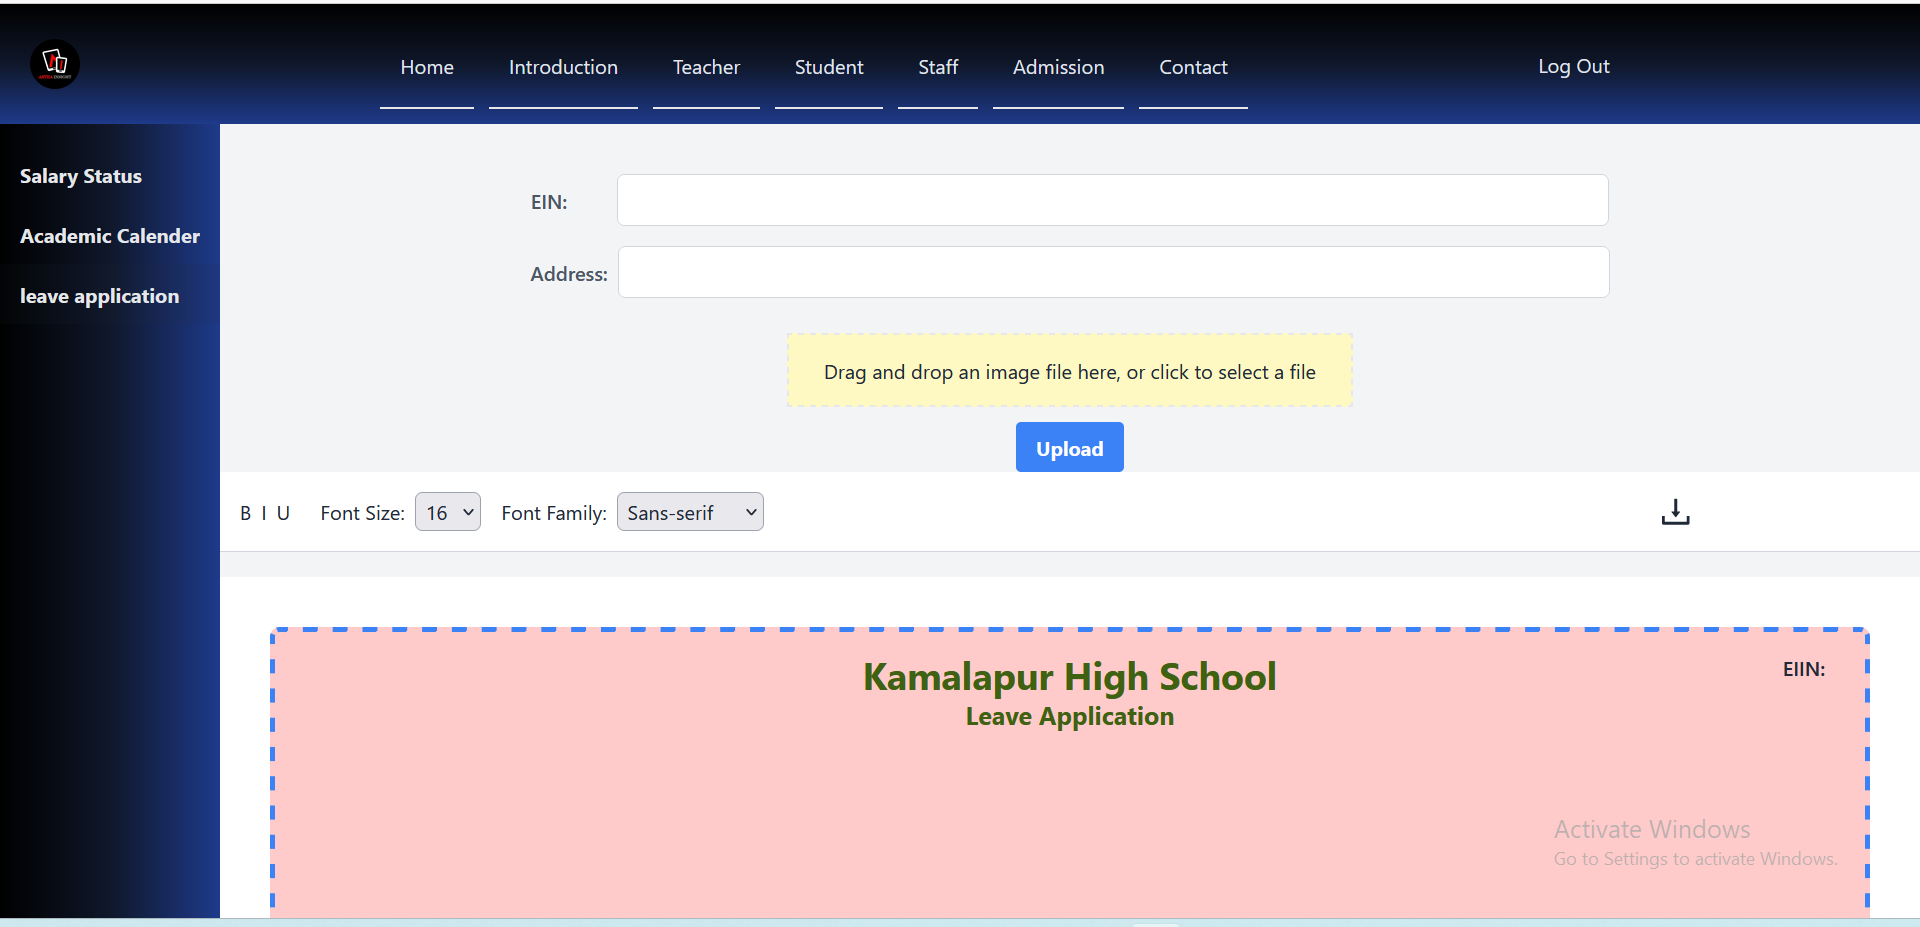 Home Introduction Teacher Student Staff Admission Contact Log Out
Salary Status
Academic Calender
leave application
EIN:
Address:
Drag and drop an image file here, or click to select a file
Upload
B I U Font Size: 16 Font Family: Sans-serif
Kamalapur High School
EIIN:
Leave Application
Activate Windows
Go to Settings to activate Windows.